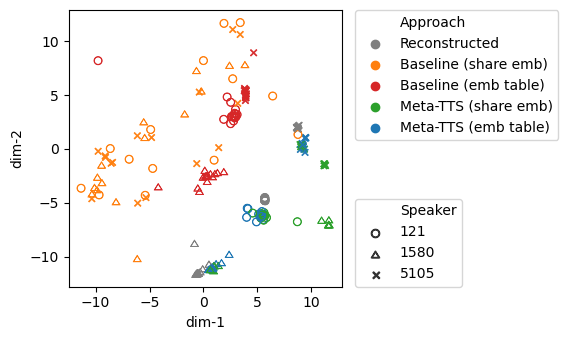 Approach
Reconstructed
Baseline (share emb)
Baseline (emb table)
Meta-TTS (share emb)
Meta-TTS (emb table)
Speaker
121
1580
5105
dim-2
10
5
0
−5
−10
−10
−5
0
5
10
dim-1